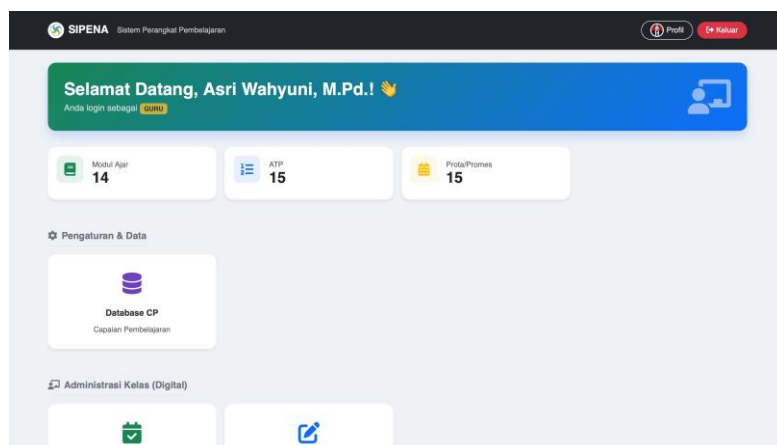 SIPENA Sistem Perangkat Pembelajaran
Profil
Keluar
Selamat Datang, Asri Wahyuni, M.Pd.! 👋
Anda login sebagai GURU
Modul Ajar
14
ATP
15
Prota/Promes
15
Pengaturan & Data
Database CP
Capaian Pembelajaran
Administrasi Kelas (Digital)